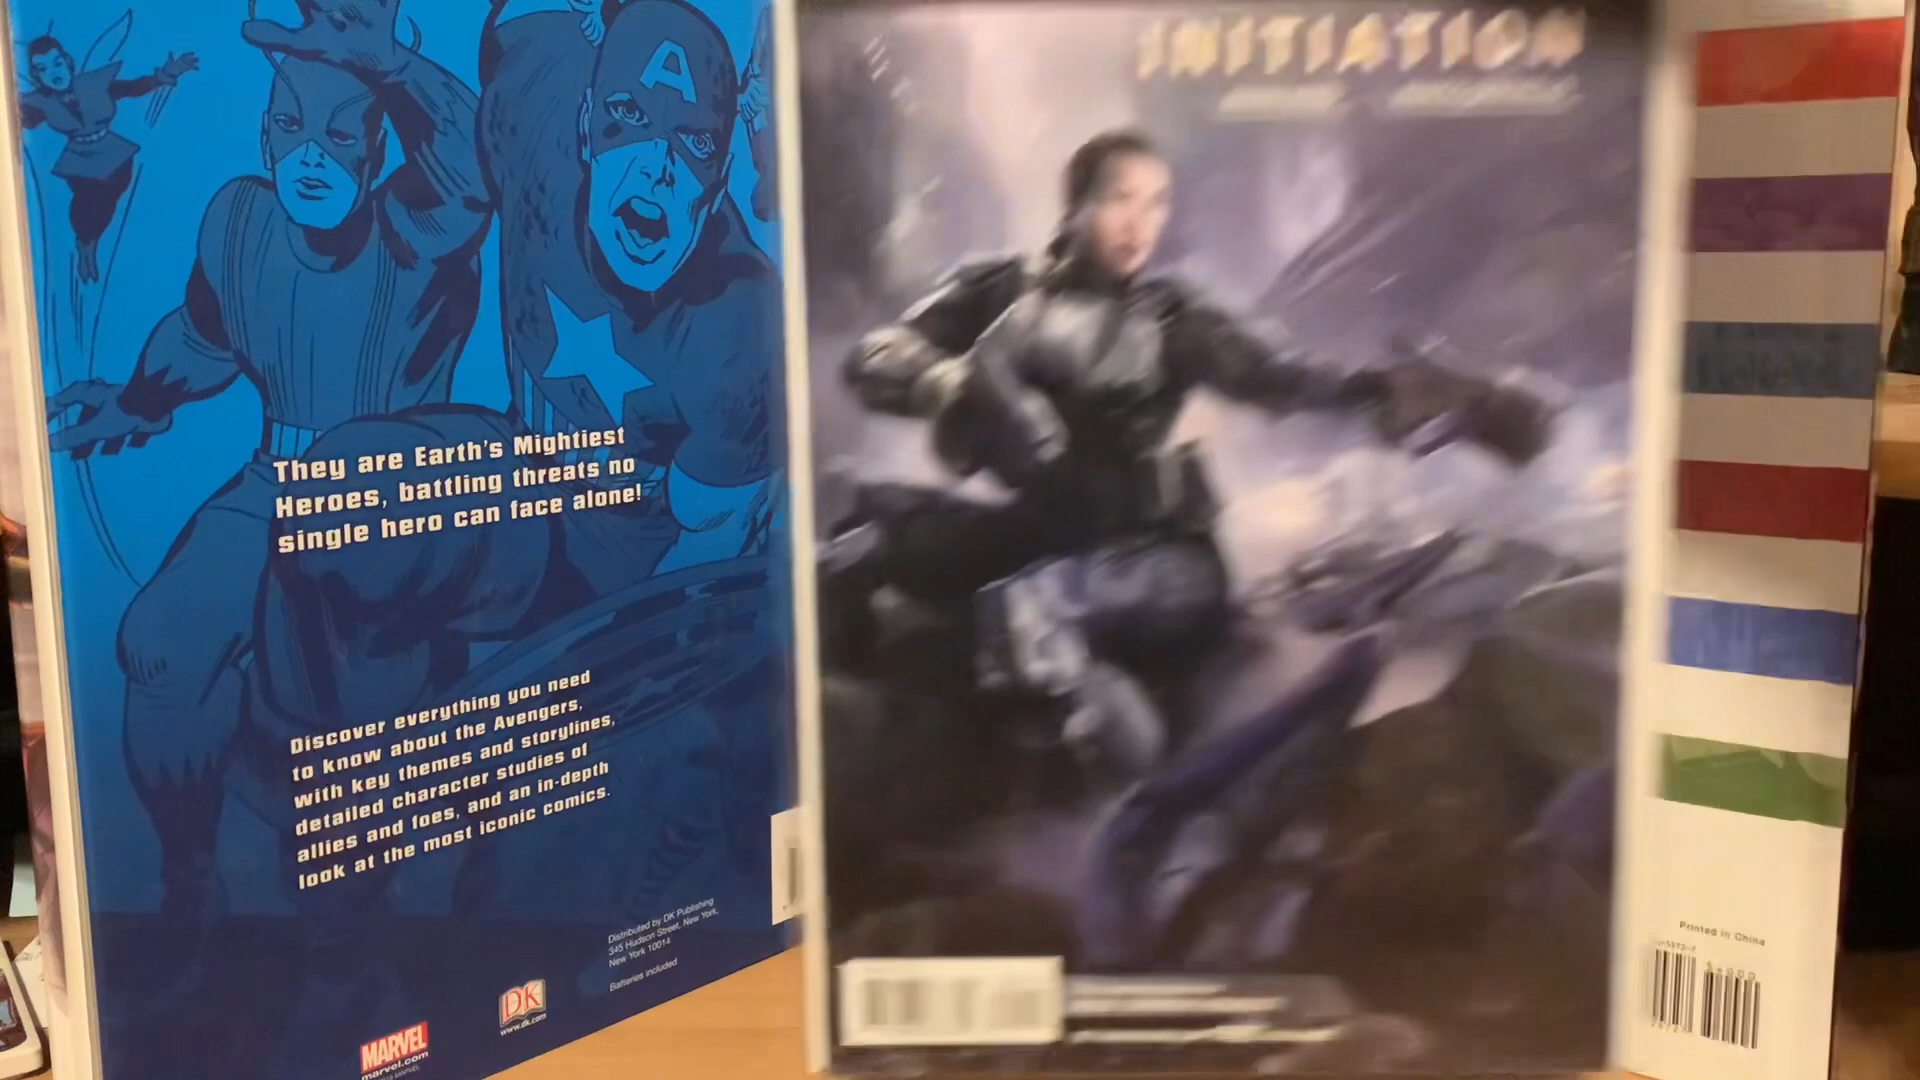 A
They are Earth's Mightiest
Heroes, battling threats no
single hero can face alone!
Discover everything you need
to know about the Avengers,
with key themes and storylines,
detailed character studies of
allies and foes, and an in-depth
look at the most iconic comics.
Distributed by DK Publishing
345 Hudson Street, New York,
New York 10014
Batteries included
DK
www.dk.com
MARVEL
marvel.com
INITIATION
Printed in China